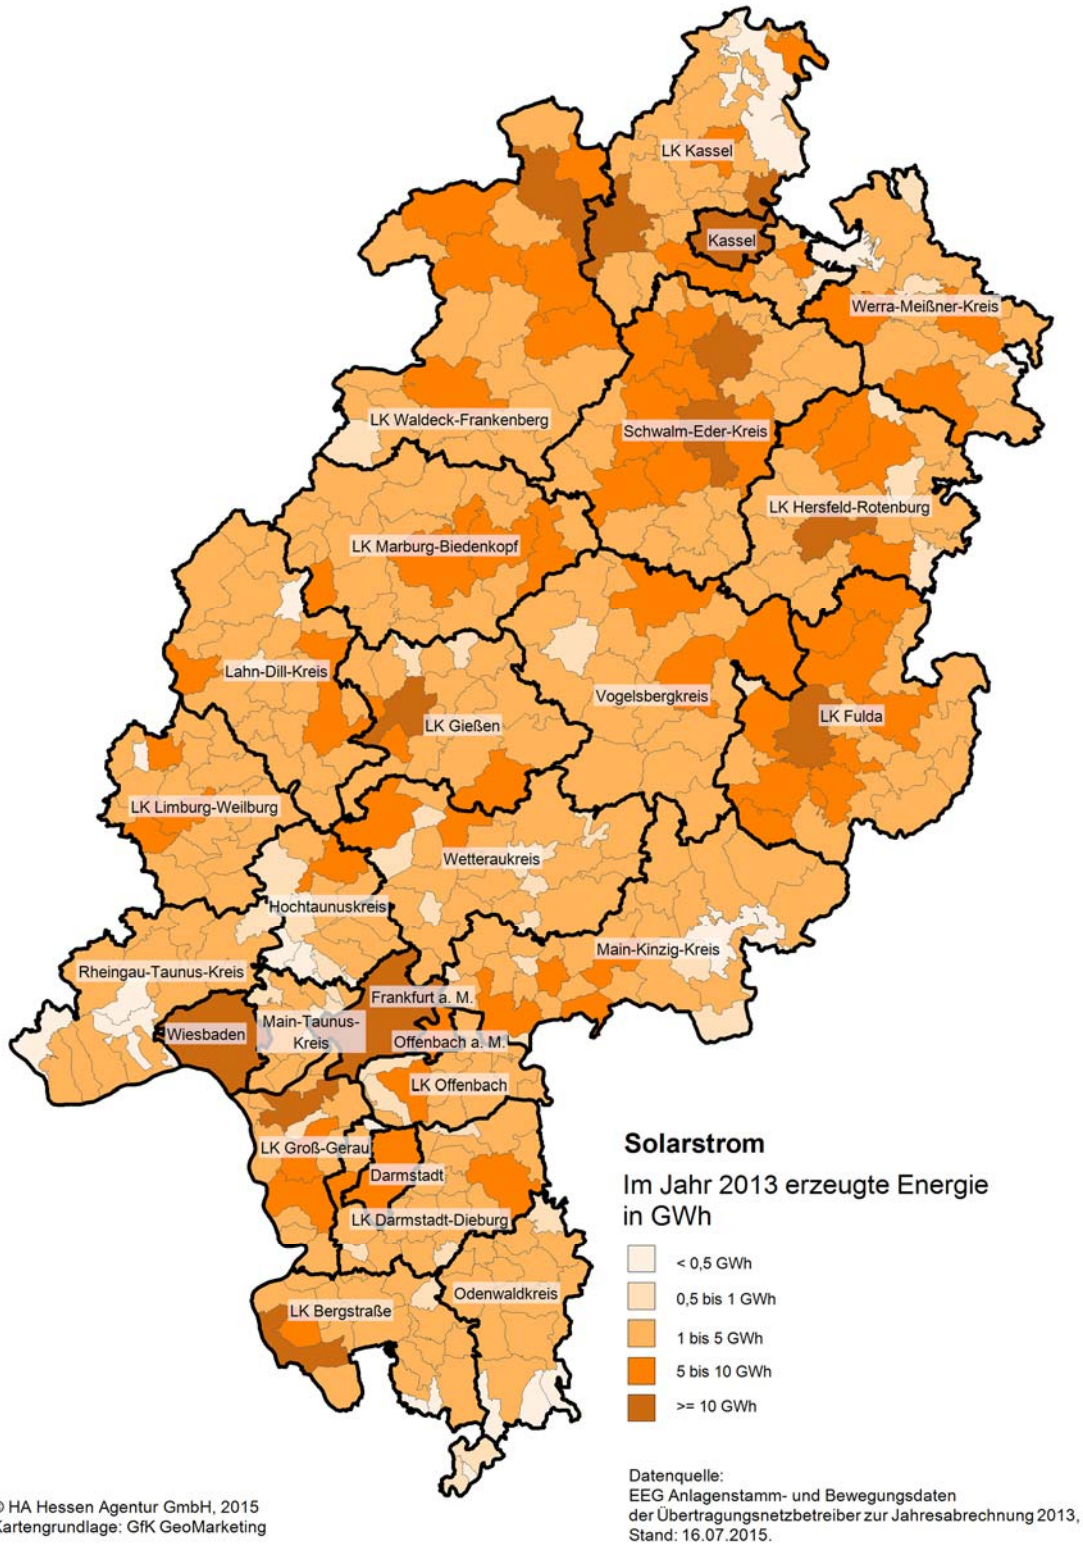 LK Kassel
Kassel
Werra-Meißner-Kreis
LK Waldeck-Frankenberg
Schwalm-Eder-Kreis
LK Hersfeld-Rotenburg
LK Marburg-Biedenkopf
Lahn-Dill-Kreis
Vogelsbergkreis
LK Gießen
LK Fulda
LK Limburg-Weilburg
Wetteraukreis
Hochtaunuskreis
Main-Kinzig-Kreis
Rheingau-Taunus-Kreis
Frankfurt a. M.
Wiesbaden
Main-Taunus-
Kreis
Offenbach a. M.
LK Offenbach
LK Groß-Gerau
Darmstadt
LK Darmstadt-Dieburg
Odenwaldkreis
LK Bergstraße
Solarstrom
Im Jahr 2013 erzeugte Energie
in GWh
< 0,5 GWh
0,5 bis 1 GWh
1 bis 5 GWh
5 bis 10 GWh
>= 10 GWh
Datenquelle:
EEG Anlagenstamm- und Bewegungsdaten
der Übertragungsnetzbetreiber zur Jahresabrechnung 2013,
Stand: 16.07.2015.
© HA Hessen Agentur GmbH, 2015
Kartengrundlage: GfK GeoMarketing